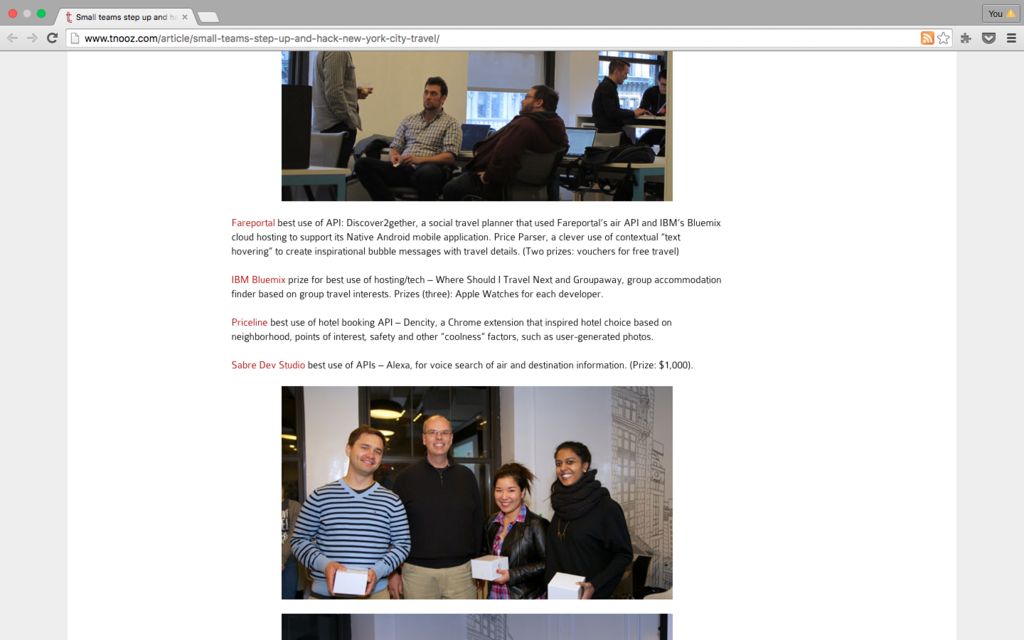 Small teams step up and ha
You
www.tnooz.com/article/small-teams-step-up-and-hack-new-york-city-travel/
Fareportal best use of API: Discover2gether, a social travel planner that used Fareportal's air API and IBM's Bluemix
cloud hosting to support its Native Android mobile application. Price Parser, a clever use of contextual “text
hovering” to create inspirational bubble messages with travel details. (Two prizes: vouchers for free travel)
IBM Bluemix prize for best use of hosting/tech – Where Should I Travel Next and Groupaway, group accommodation
finder based on group travel interests. Prizes (three): Apple Watches for each developer.
Priceline best use of hotel booking API – Dencity, a Chrome extension that inspired hotel choice based on
neighborhood, points of interest, safety and other “coolness” factors, such as user-generated photos.
Sabre Dev Studio best use of APIs – Alexa, for voice search of air and destination information. (Prize: $1,000).